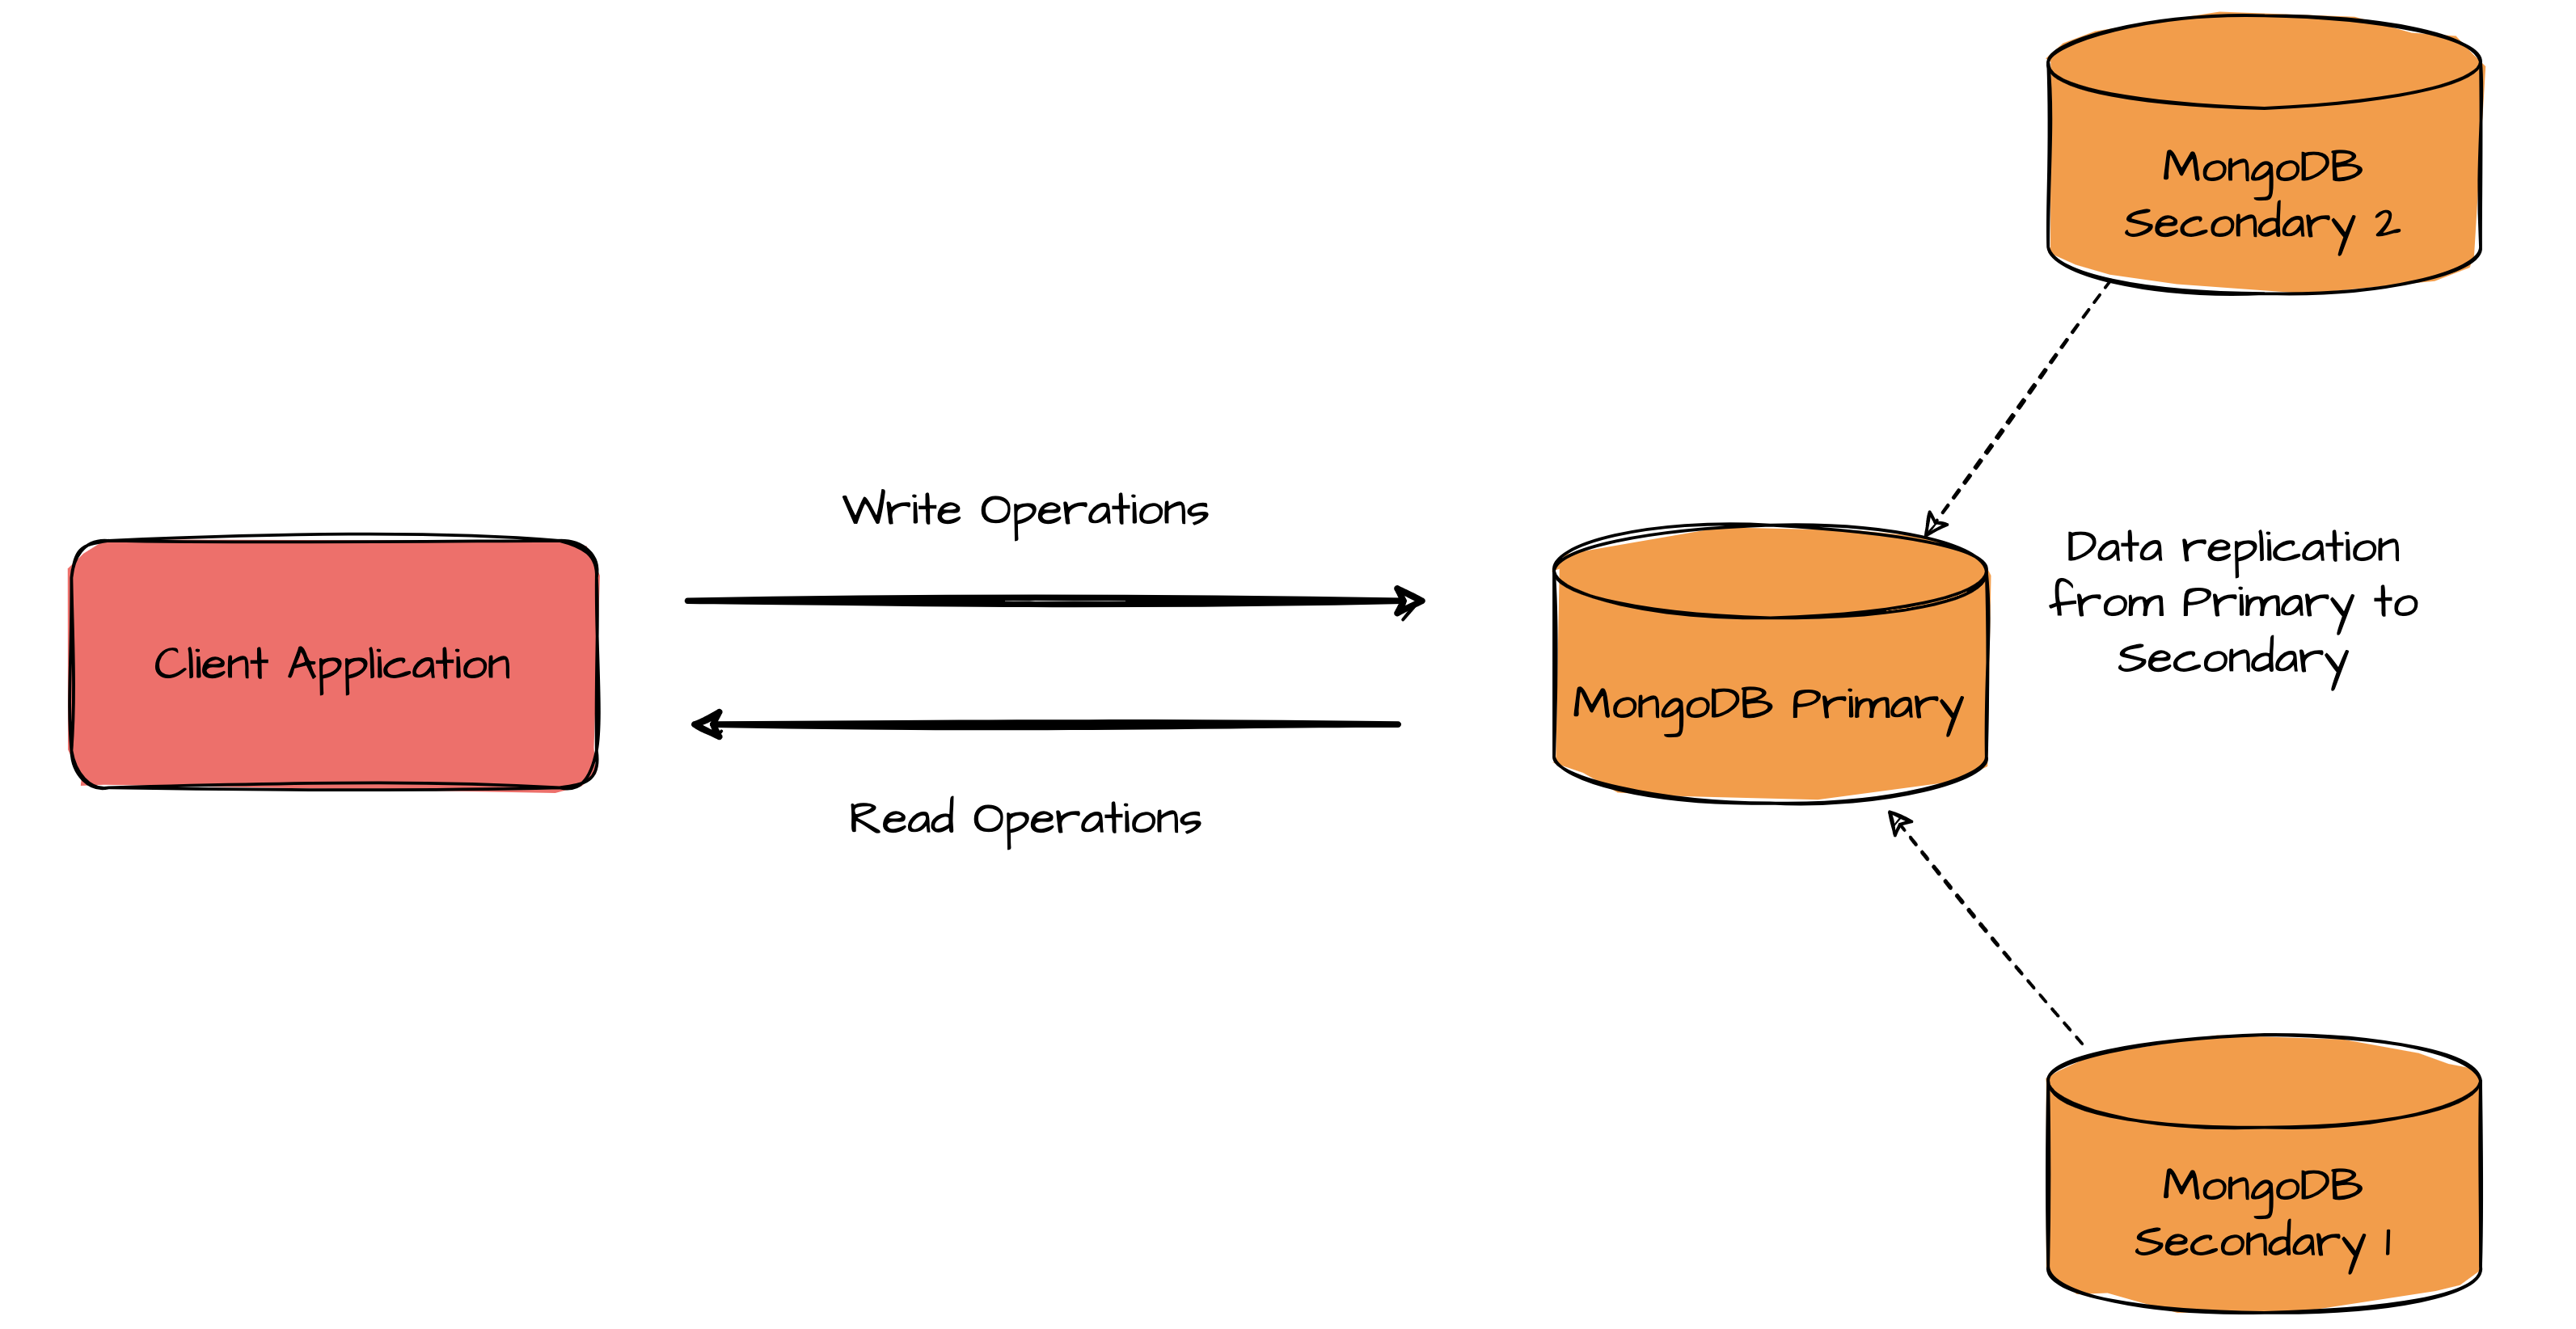 MongoDB
Secondary 2
Write Operations
Data replication
from Primary to
Secondary
Client Application
MongoDB Primary
Read Operations
MongoDB
Secondary 1